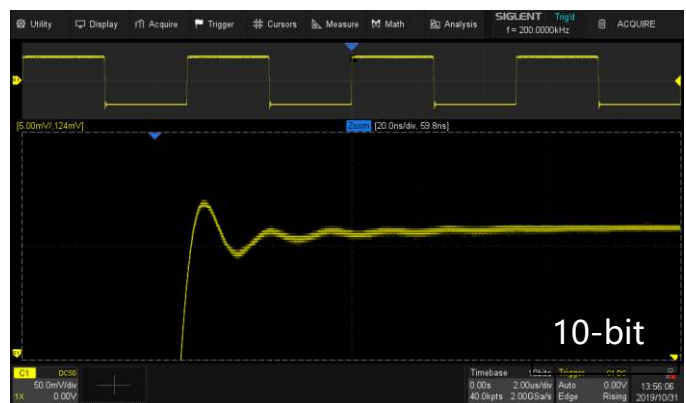 Utility Display Acquire Trigger Cursors Measure Math Analysis SIGLENT Trig'd ACQUIRE
f = 200.0000kHz
[5.00mV/,124mV] Zoom [20.0ns/div, 59.8ns]
10-bit
C1 DC50 Timebase Trigger C1 DC
50.0mV/div 0.00s 2.00us/div Auto 0.00V 13:56:06
1X 0.00V 40.0kpts 2.00GSa/s Edge Rising 2019/10/31